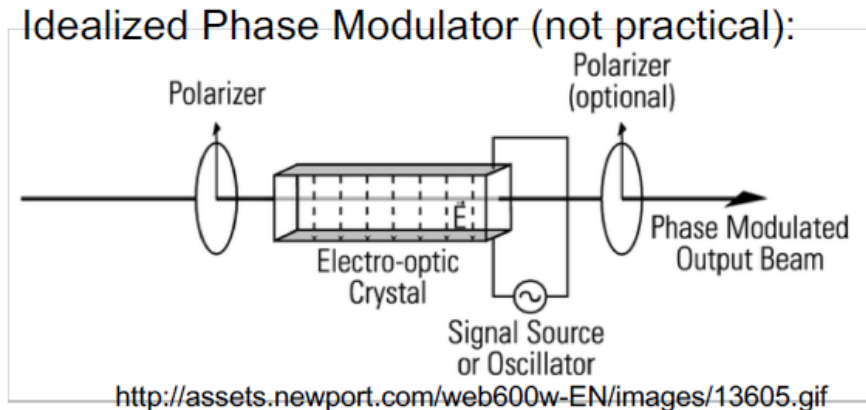 Idealized Phase Modulator (not practical):
Polarizer
Polarizer
(optional)
E
Electro-optic
Crystal
Phase Modulated
Output Beam
Signal Source
or Oscillator
http://assets.newport.com/web600w-EN/images/13605.gif